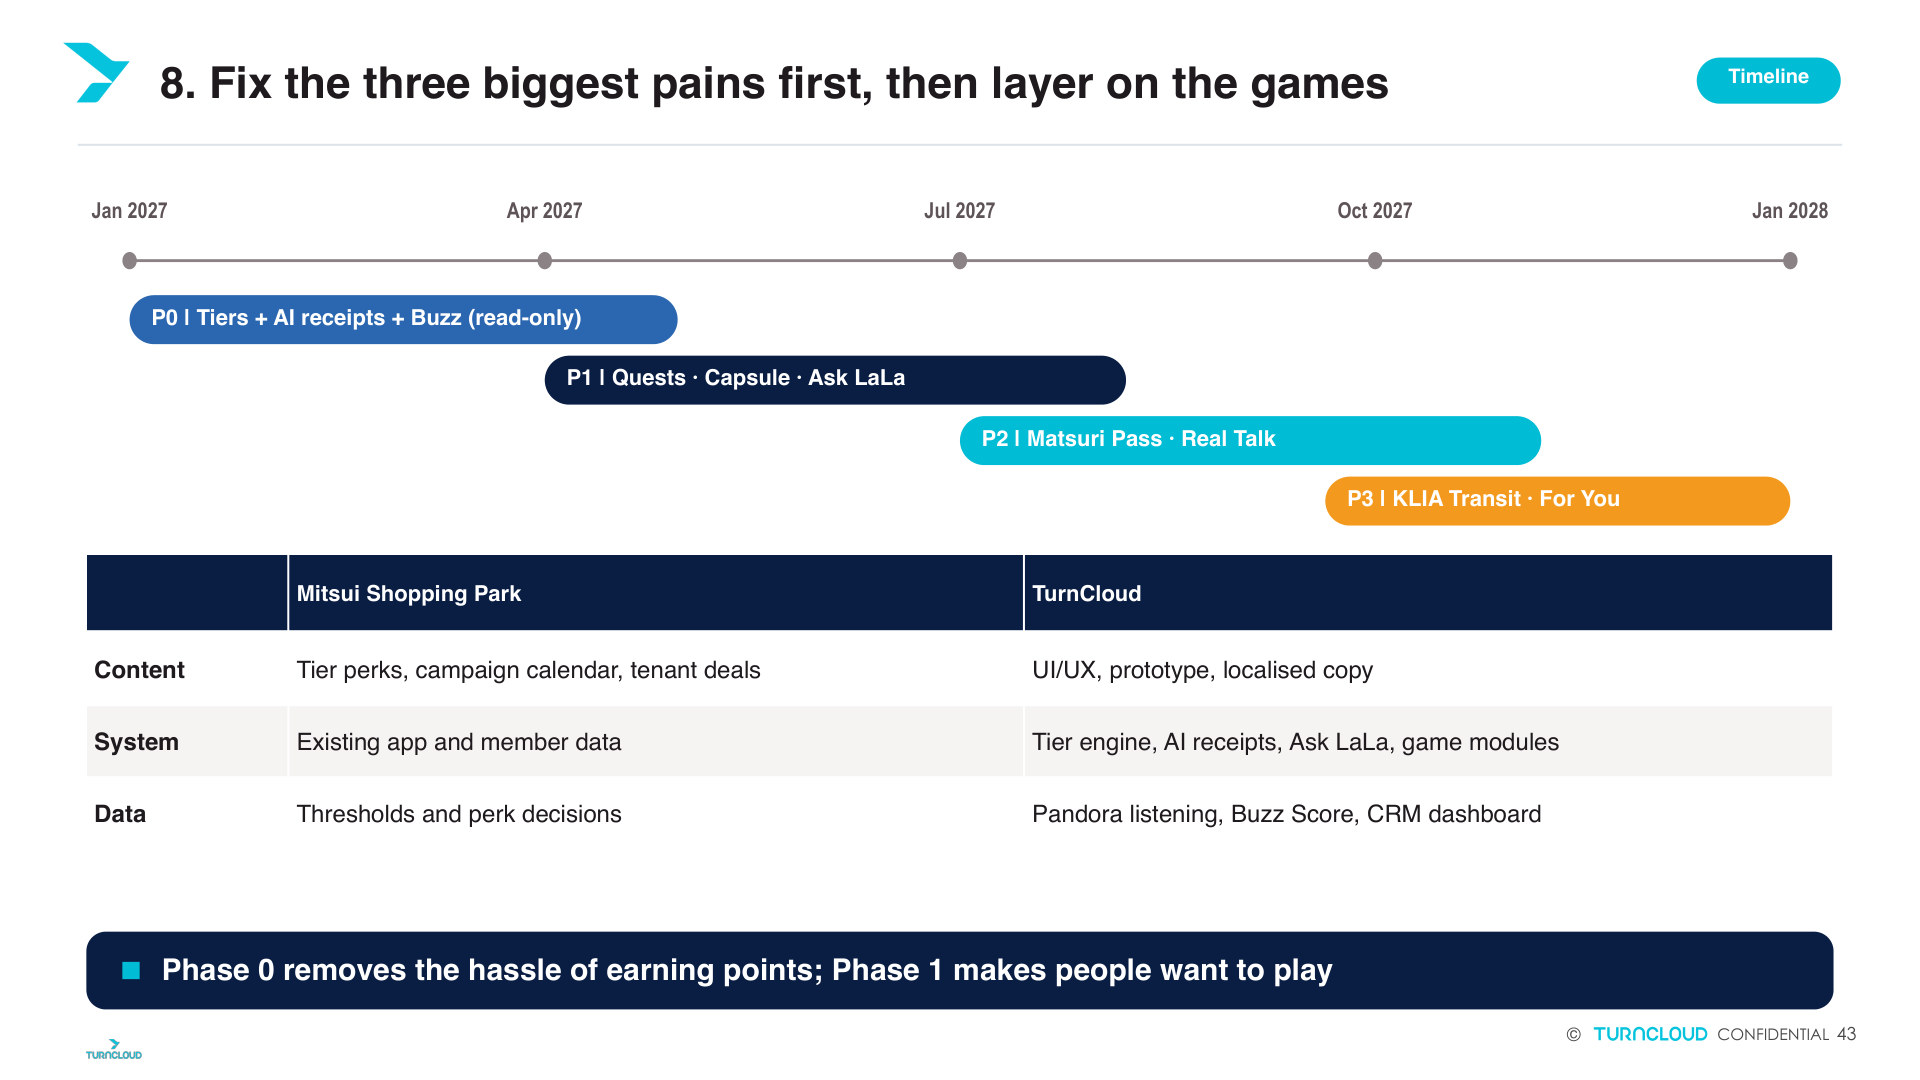 8. Fix the three biggest pains first, then layer on the games
Timeline
Jan 2027
Apr 2027
Jul 2027
Oct 2027
Jan 2028
P0 | Tiers + AI receipts + Buzz (read-only)
P1 | Quests · Capsule · Ask LaLa
P2 | Matsuri Pass · Real Talk
P3 | KLIA Transit · For You
Mitsui Shopping Park
TurnCloud
Content
Tier perks, campaign calendar, tenant deals
UI/UX, prototype, localised copy
System
Existing app and member data
Tier engine, AI receipts, Ask LaLa, game modules
Data
Thresholds and perk decisions
Pandora listening, Buzz Score, CRM dashboard
Phase 0 removes the hassle of earning points; Phase 1 makes people want to play
TURNCLOUD
© TURNCLOUD CONFIDENTIAL 43